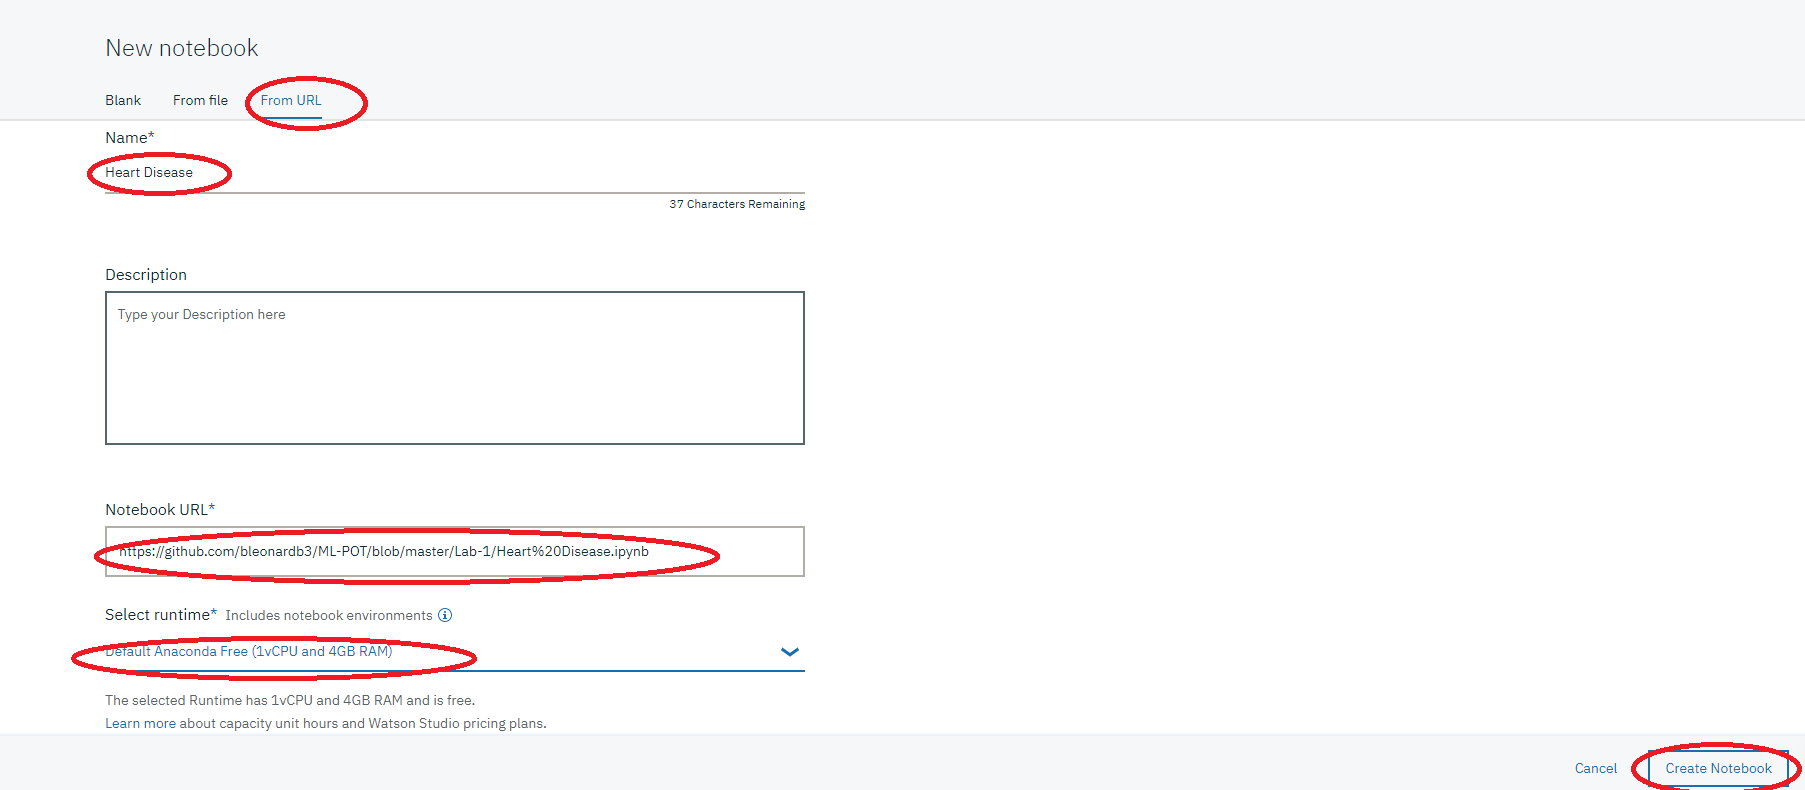 New notebook
Blank From file From URL
Name*
Heart Disease
37 Characters Remaining
Description
Type your Description here
Notebook URL*
https://github.com/bleonardb3/ML-POT/blob/master/Lab-1/Heart%20Disease.ipynb
Select runtime* Includes notebook environments
Default Anaconda Free (1vCPU and 4GB RAM)
The selected Runtime has 1vCPU and 4GB RAM and is free.
Learn more about capacity unit hours and Watson Studio pricing plans.
Cancel Create Notebook